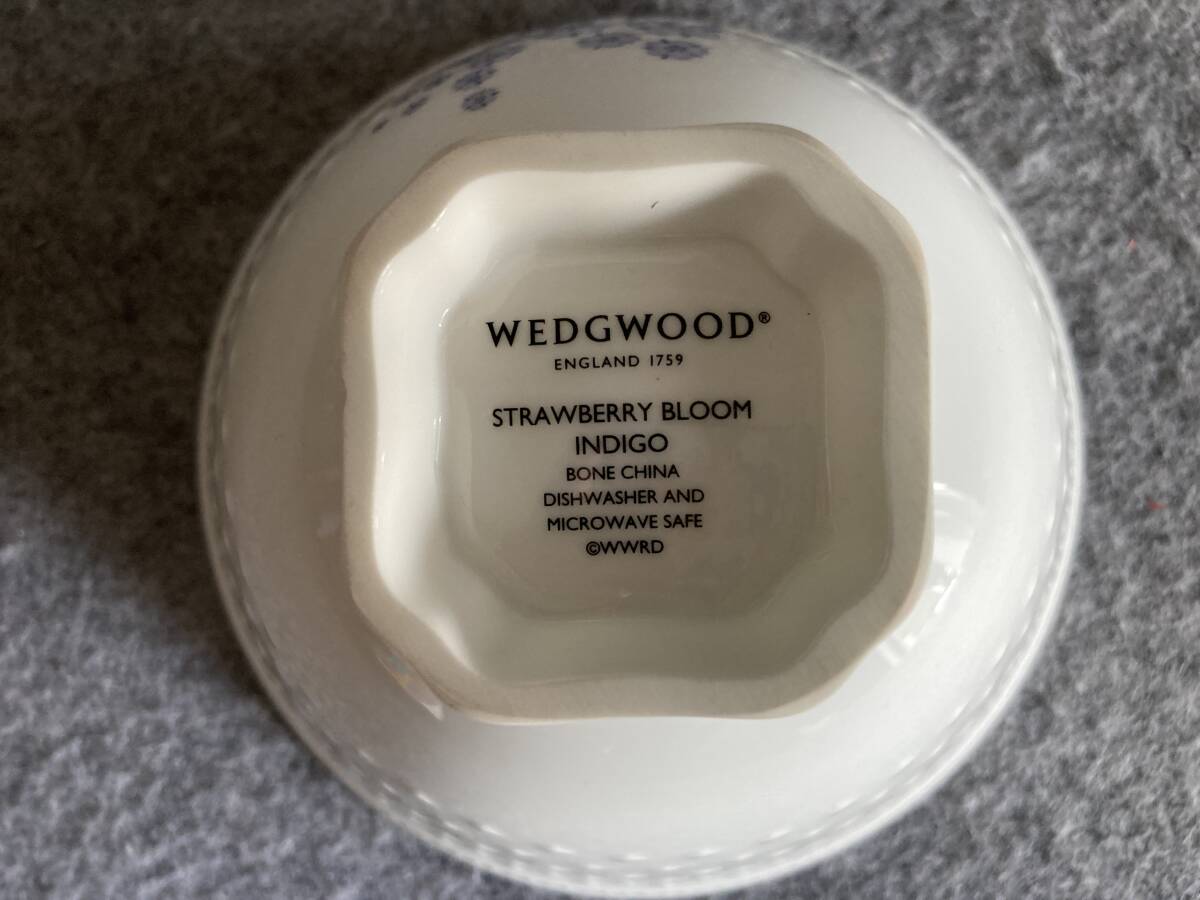 WEDGWOOD®
ENGLAND 1759
STRAWBERRY BLOOM
INDIGO
BONE CHINA
DISHWASHER AND
MICROWAVE SAFE
©WWRD